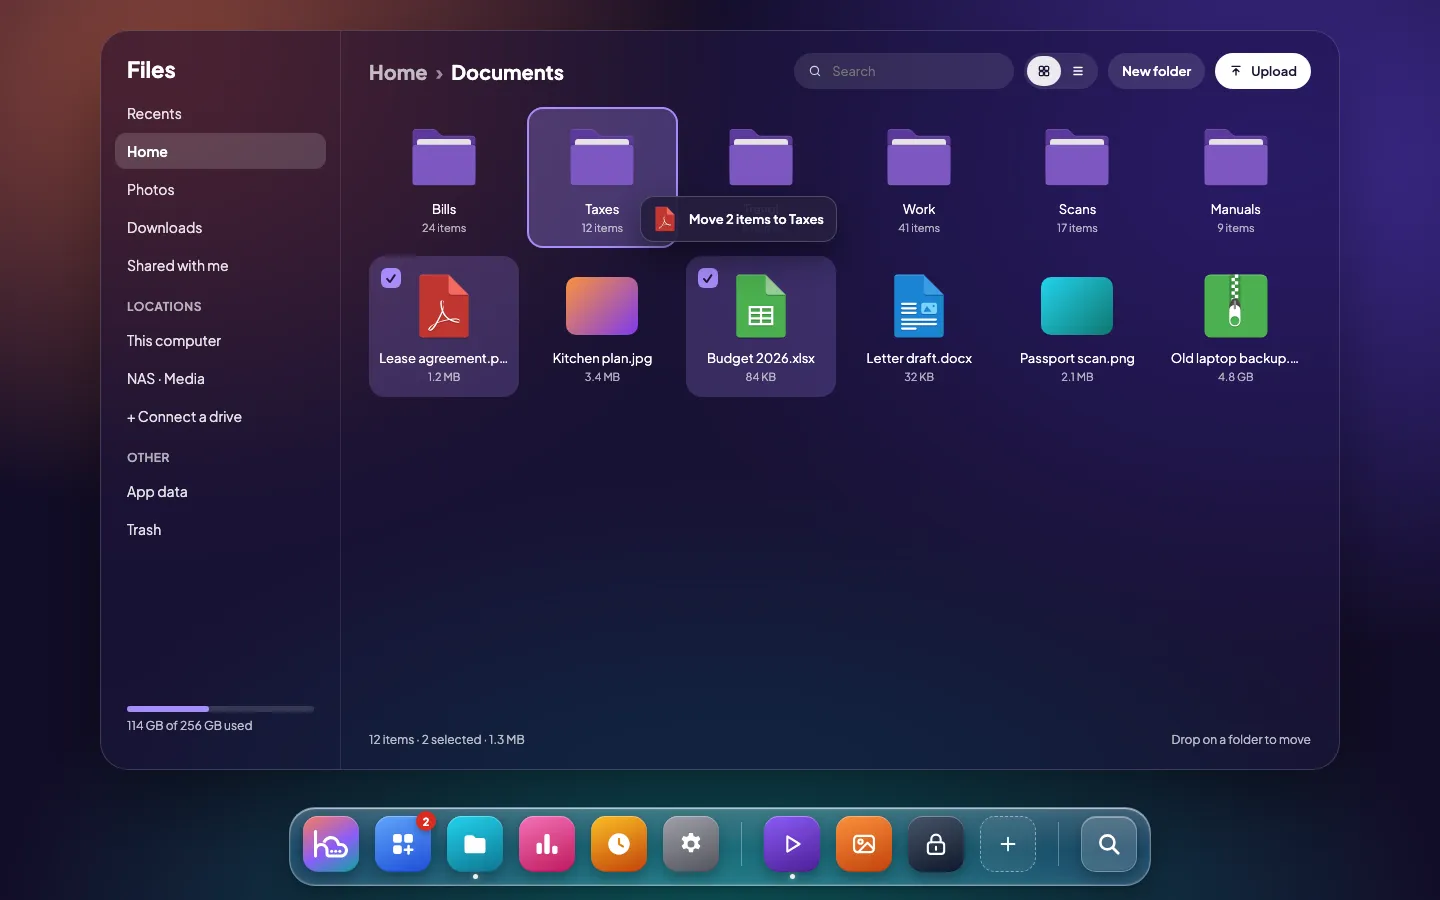 Files
Recents
Home
Photos
Downloads
Shared with me
LOCATIONS
This computer
NAS · Media
+ Connect a drive
OTHER
App data
Trash
114 GB of 256 GB used
Home › Documents
Search
New folder
Upload
Bills
24 items
Taxes
12 items
Work
41 items
Scans
17 items
Manuals
9 items
Move 2 items to Taxes
Lease agreement.p...
1.2 MB
Kitchen plan.jpg
3.4 MB
Budget 2026.xlsx
84 KB
Letter draft.docx
32 KB
Passport scan.png
2.1 MB
Old laptop backup....
4.8 GB
12 items · 2 selected · 1.3 MB
Drop on a folder to move
2